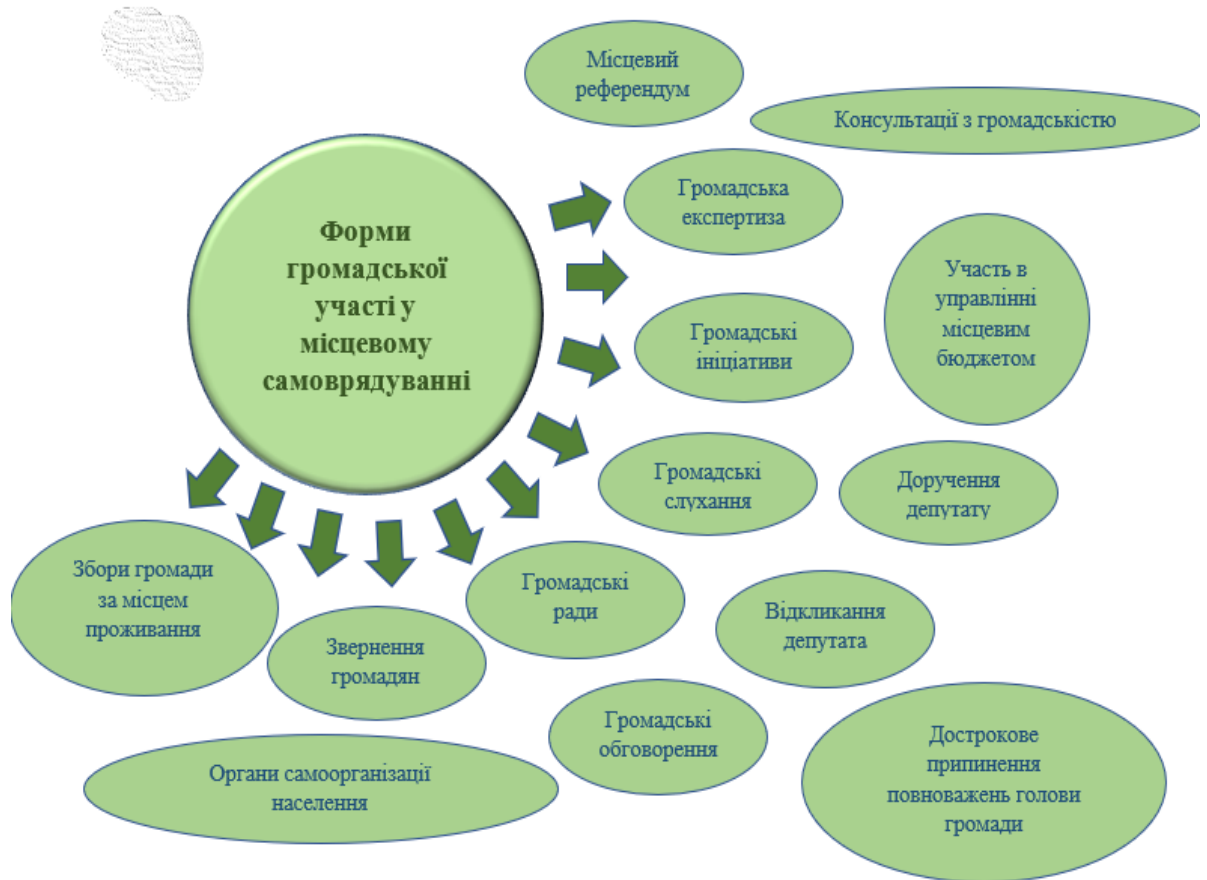 Місцевий
референдум
Консультації з громадськістю
Громадська
експертиза
Форми
громадської
участі у
місцевому
самоврядуванні
Участь в
управлінні
місцевим
бюджетом
Громадські
ініціативи
Громадські
слухання
Доручення
депутату
Збори громади
за місцем
проживання
Громадські
ради
Відкликання
депутата
Звернення
громадян
Громадські
обговорення
Дострокове
припинення
повноважень голови
громади
Органи самоорганізації
населення